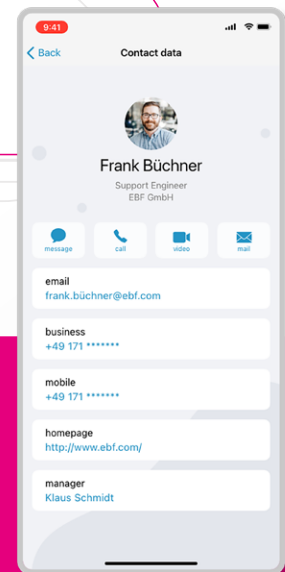 9:41
Back
Contact data
Frank Büchner
Support Engineer
EBF GmbH
message call video mail
email
frank.büchner@ebf.com
business
+49 171 *******
mobile
+49 171 *******
homepage
http://www.ebf.com/
manager
Klaus Schmidt